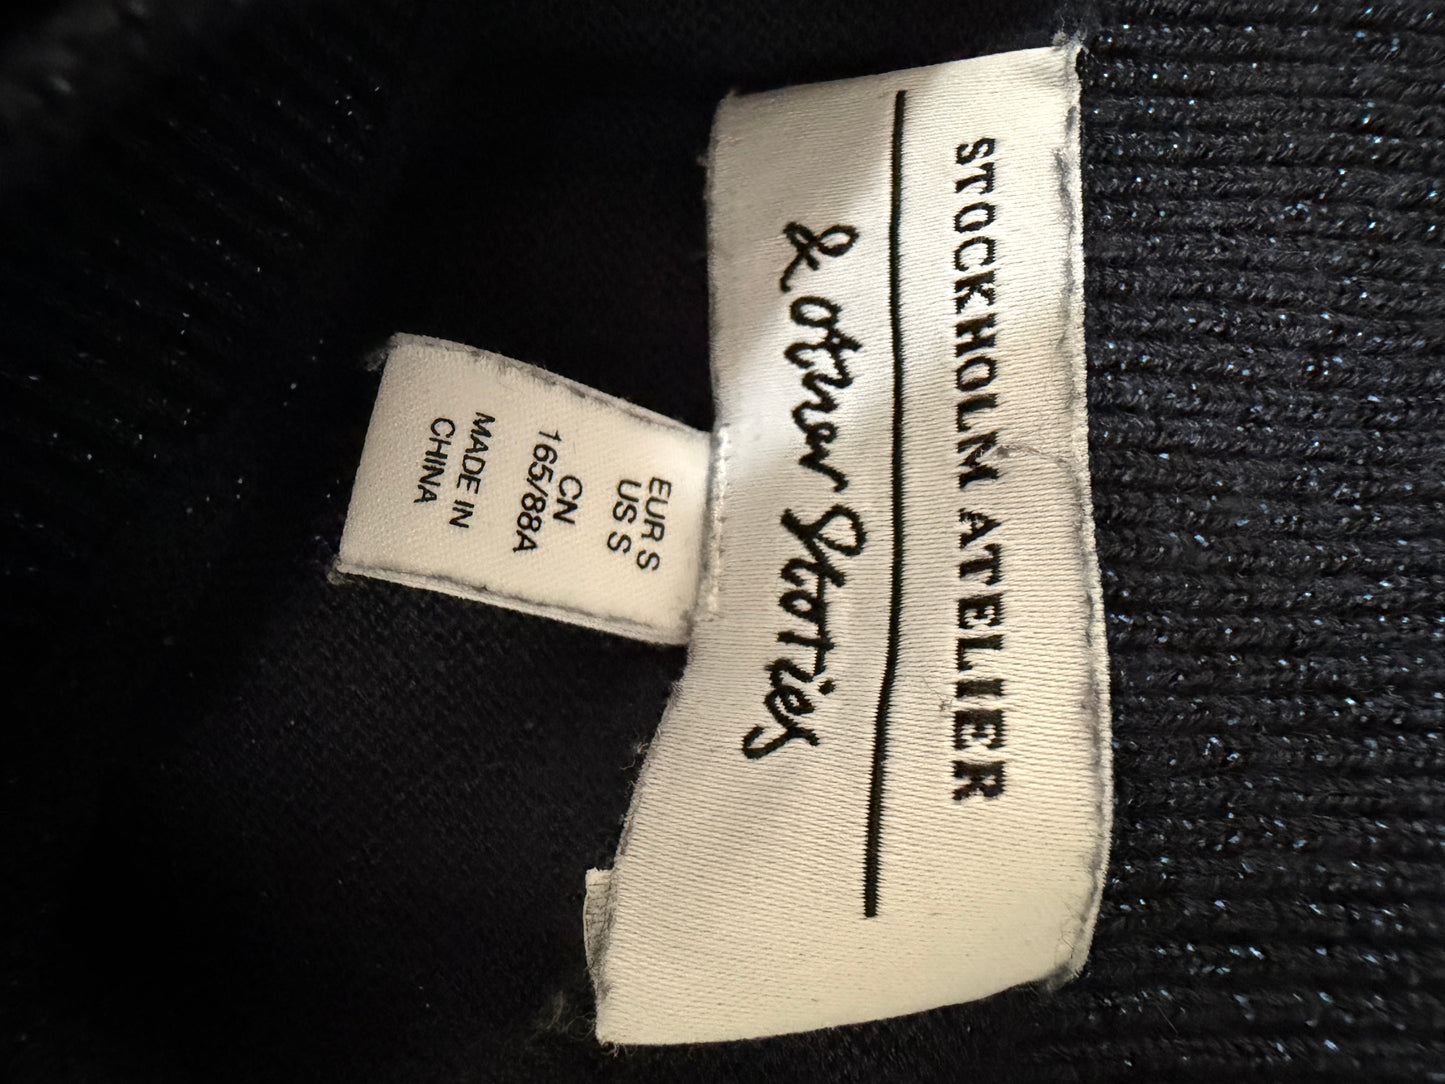 STOCKHOLM ATELIER
& other Stories
EUR S
US S
CN
165/88A
MADE IN
CHINA